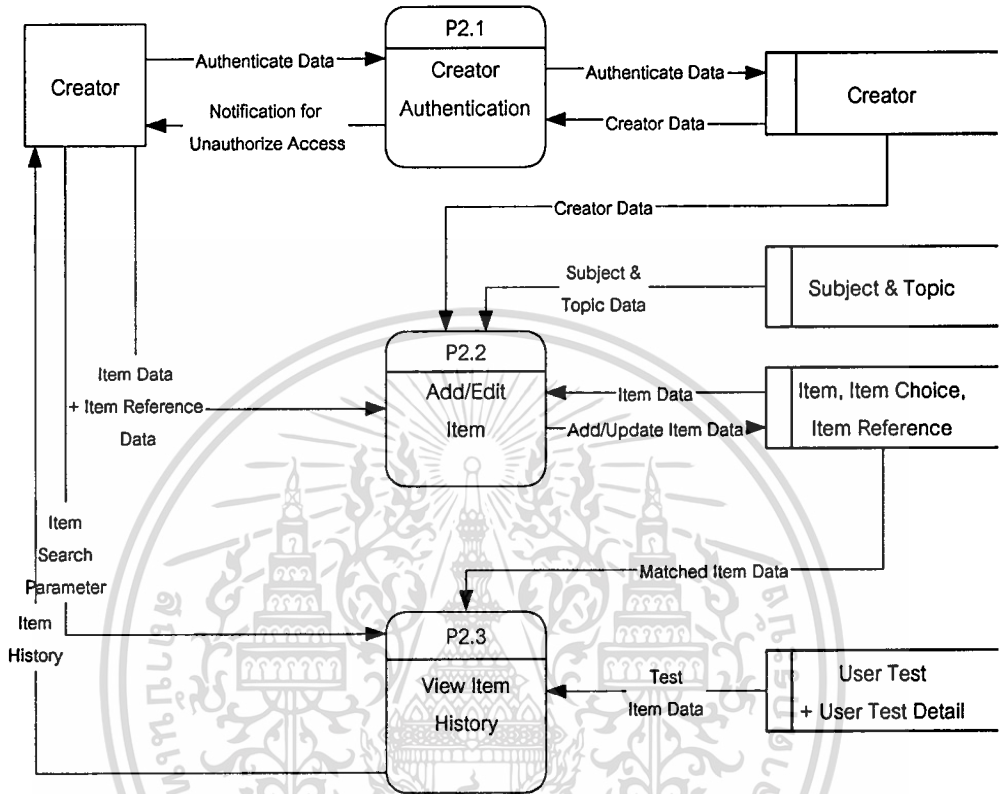 P2.1
Creator
Authenticate Data
Creator
Authentication
Authenticate Data
Creator
Notification for
Unauthorize Access
Creator Data
Creator Data
Subject &
Topic Data
Subject & Topic
P2.2
Add/Edit
Item
Item Data
+ Item Reference
Data
Item Data
Add/Update Item Data
Item, Item Choice,
Item Reference
Item
Search
Parameter
Item
History
Matched Item Data
P2.3
View Item
History
Test
Item Data
User Test
+ User Test Detail